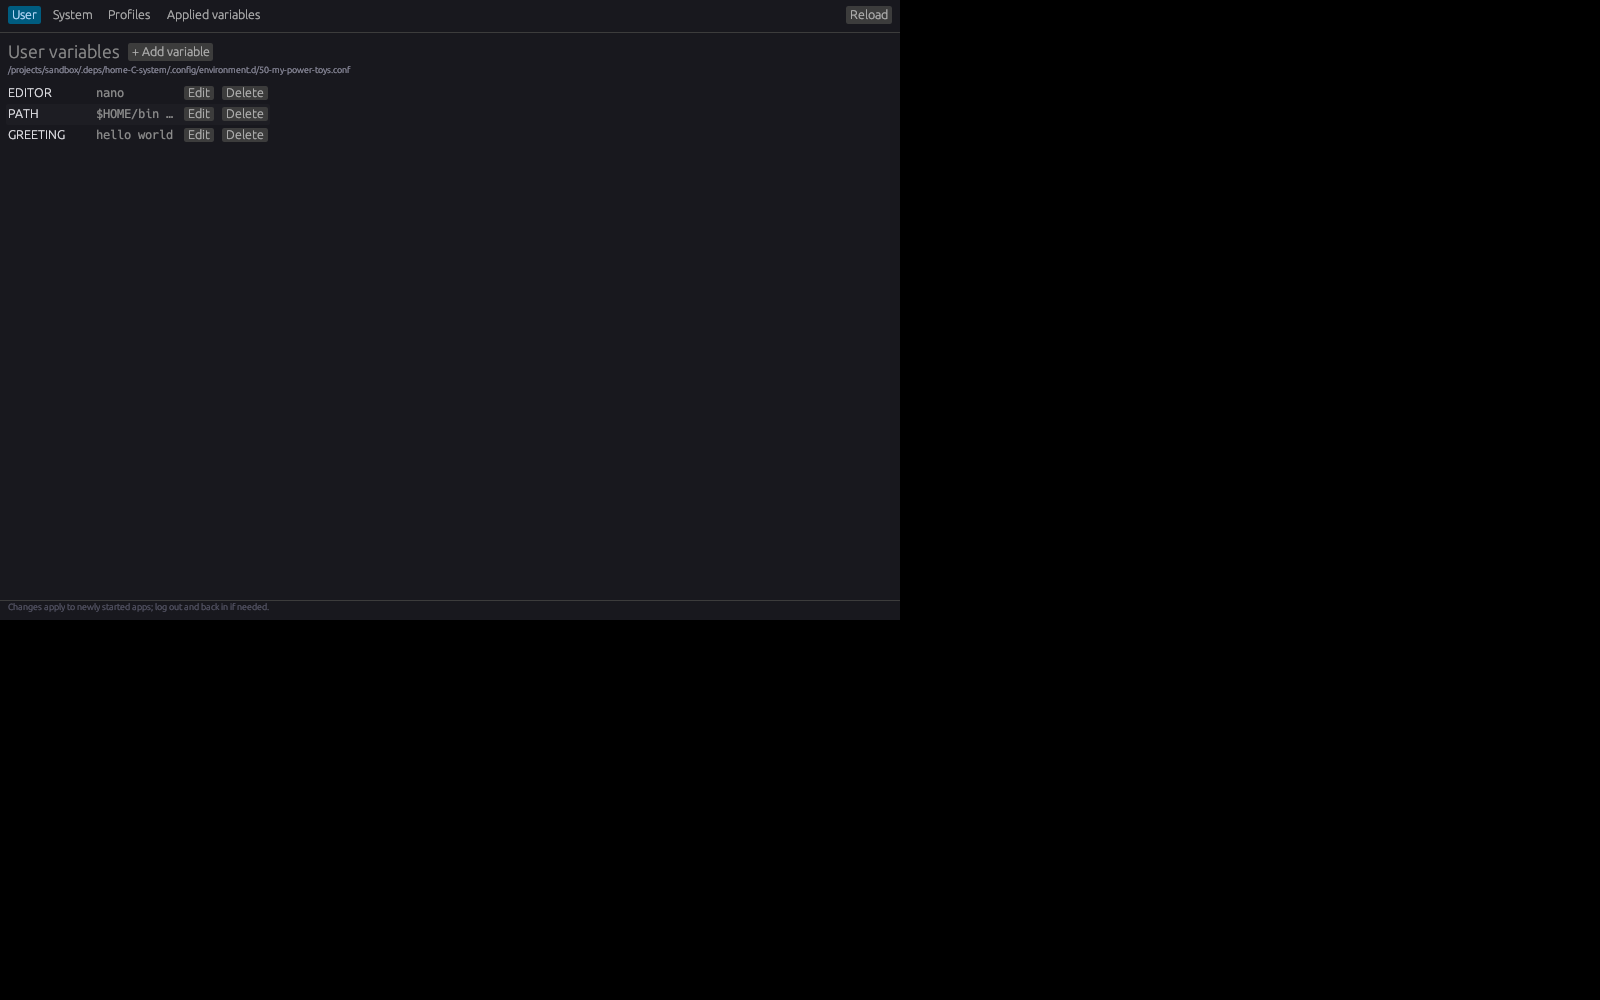 User System Profiles Applied variables Reload
User variables + Add variable
/projects/sandbox/.deps/home-C-system/.config/environment.d/50-my-power-toys.conf
EDITOR nano Edit Delete
PATH $HOME/bin … Edit Delete
GREETING hello world Edit Delete
Changes apply to newly started apps; log out and back in if needed.